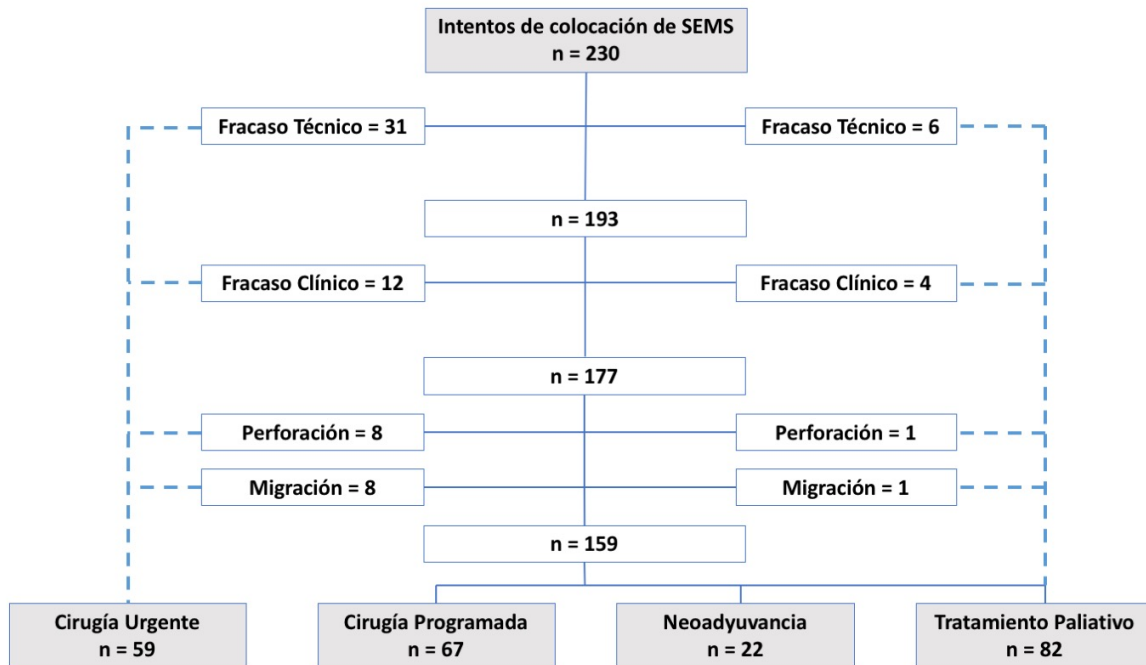 Intentos de colocación de SEMS
n = 230
Fracaso Técnico = 31
Fracaso Técnico = 6
n = 193
Fracaso Clínico = 12
Fracaso Clínico = 4
n = 177
Perforación = 8
Perforación = 1
Migración = 8
Migración = 1
n = 159
Cirugía Urgente
n = 59
Cirugía Programada
n = 67
Neoadyuvancia
n = 22
Tratamiento Paliativo
n = 82